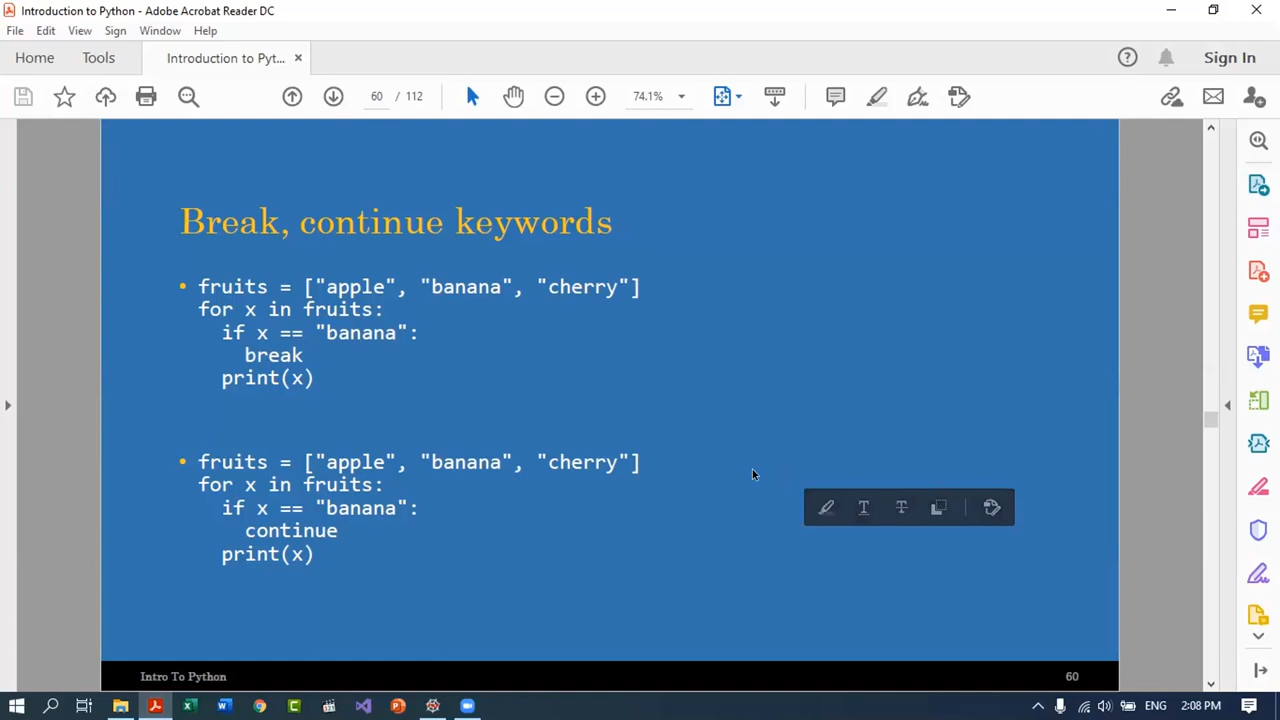 Introduction to Python - Adobe Acrobat Reader DC
File Edit View Sign Window Help
Home Tools Introduction to Pyt... × Sign In
60 / 112 74.1%
Break, continue keywords
• fruits = ["apple", "banana", "cherry"]
for x in fruits:
if x == "banana":
break
print(x)
• fruits = ["apple", "banana", "cherry"]
for x in fruits:
if x == "banana":
continue
print(x)
Intro To Python 60
ENG 2:08 PM